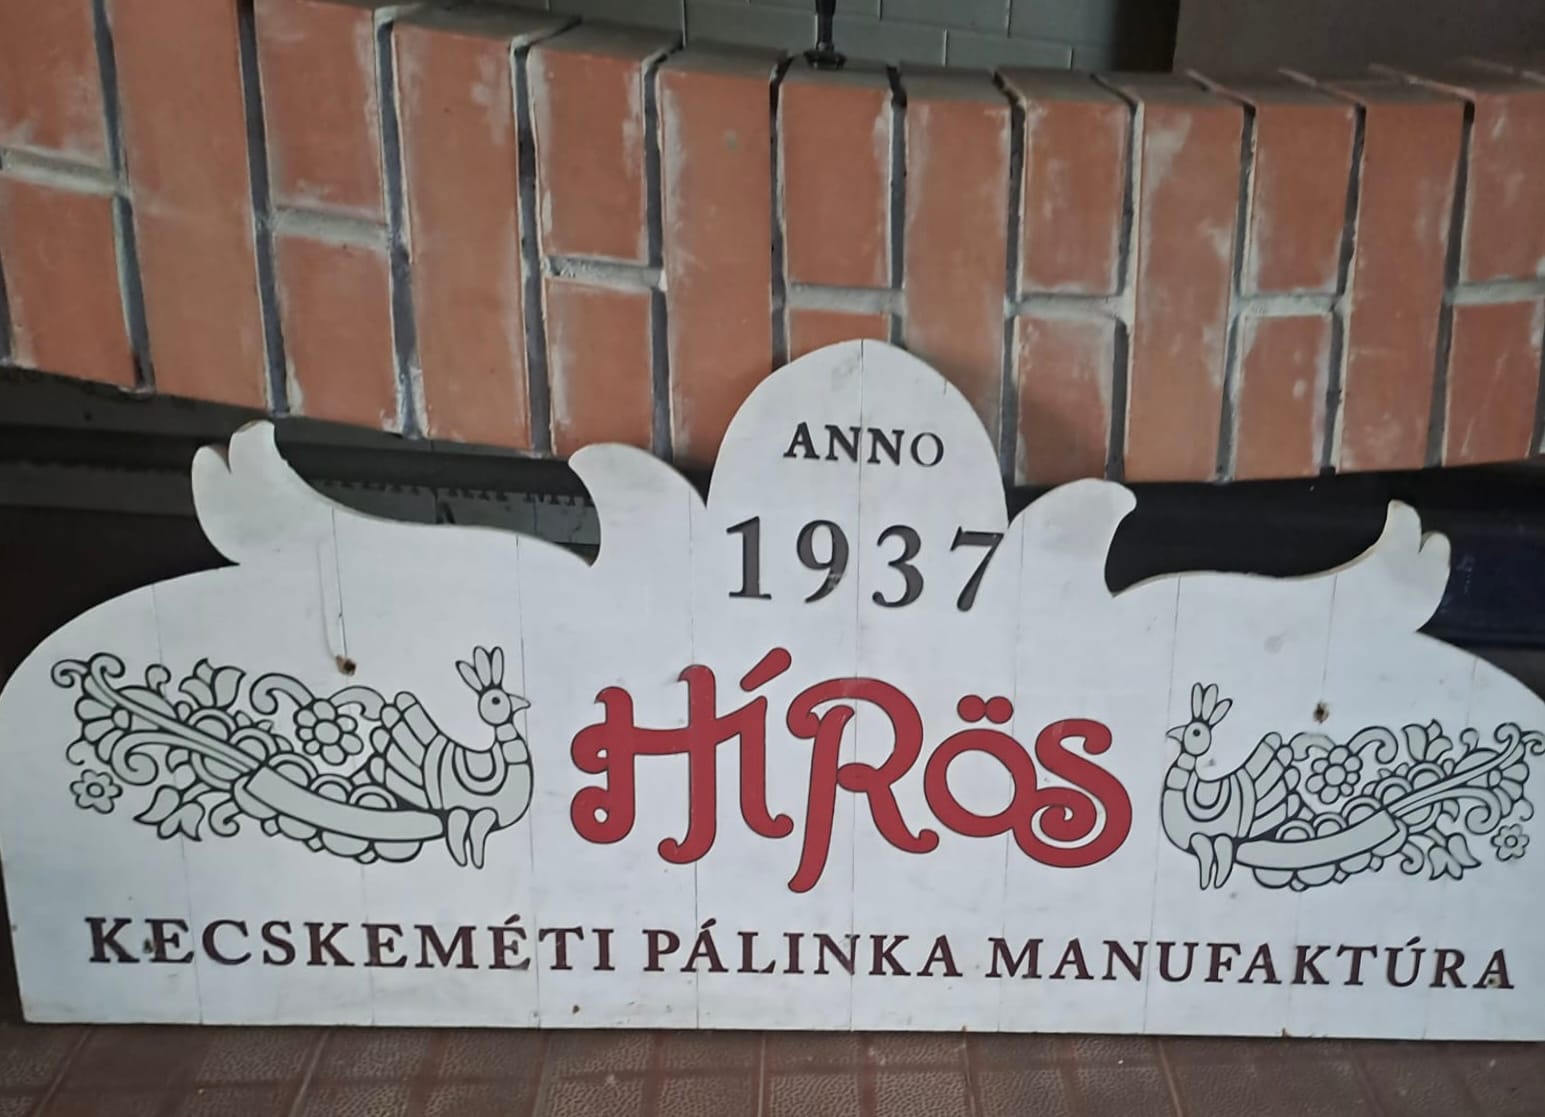 ANNO
1937
HÍRÖS
KECSKEMÉTI PÁLINKA MANUFAKTÚRA